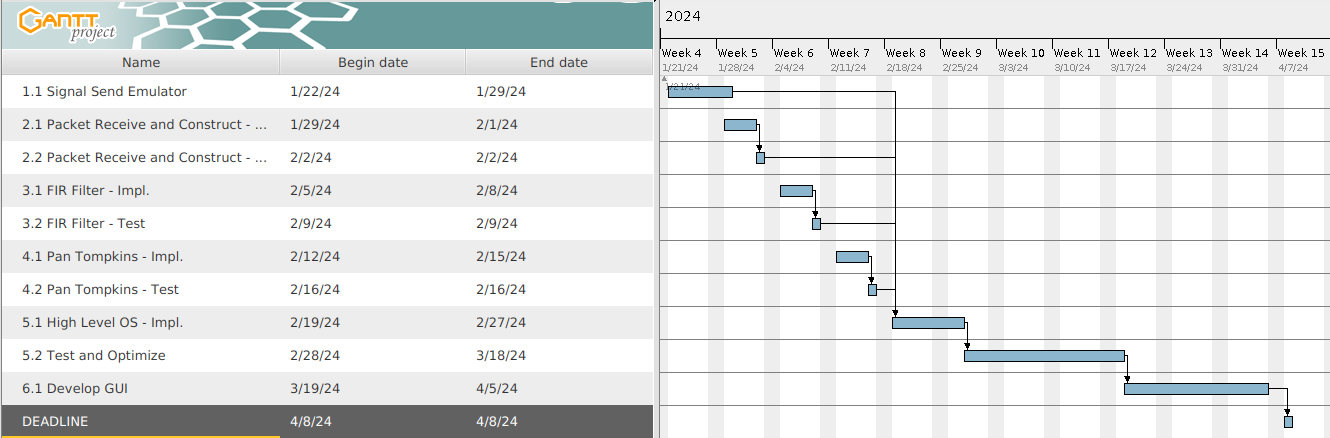 GANTT
project
2024
Week 4 Week 5 Week 6 Week 7 Week 8 Week 9 Week 10 Week 11 Week 12 Week 13 Week 14 Week 15
1/21/24 1/28/24 2/4/24 2/11/24 2/18/24 2/25/24 3/3/24 3/10/24 3/17/24 3/24/24 3/31/24 4/7/24
Name Begin date End date
1/21/24
1.1 Signal Send Emulator 1/22/24 1/29/24
2.1 Packet Receive and Construct - ... 1/29/24 2/1/24
2.2 Packet Receive and Construct - ... 2/2/24 2/2/24
3.1 FIR Filter - Impl. 2/5/24 2/8/24
3.2 FIR Filter - Test 2/9/24 2/9/24
4.1 Pan Tompkins - Impl. 2/12/24 2/15/24
4.2 Pan Tompkins - Test 2/16/24 2/16/24
5.1 High Level OS - Impl. 2/19/24 2/27/24
5.2 Test and Optimize 2/28/24 3/18/24
6.1 Develop GUI 3/19/24 4/5/24
DEADLINE 4/8/24 4/8/24